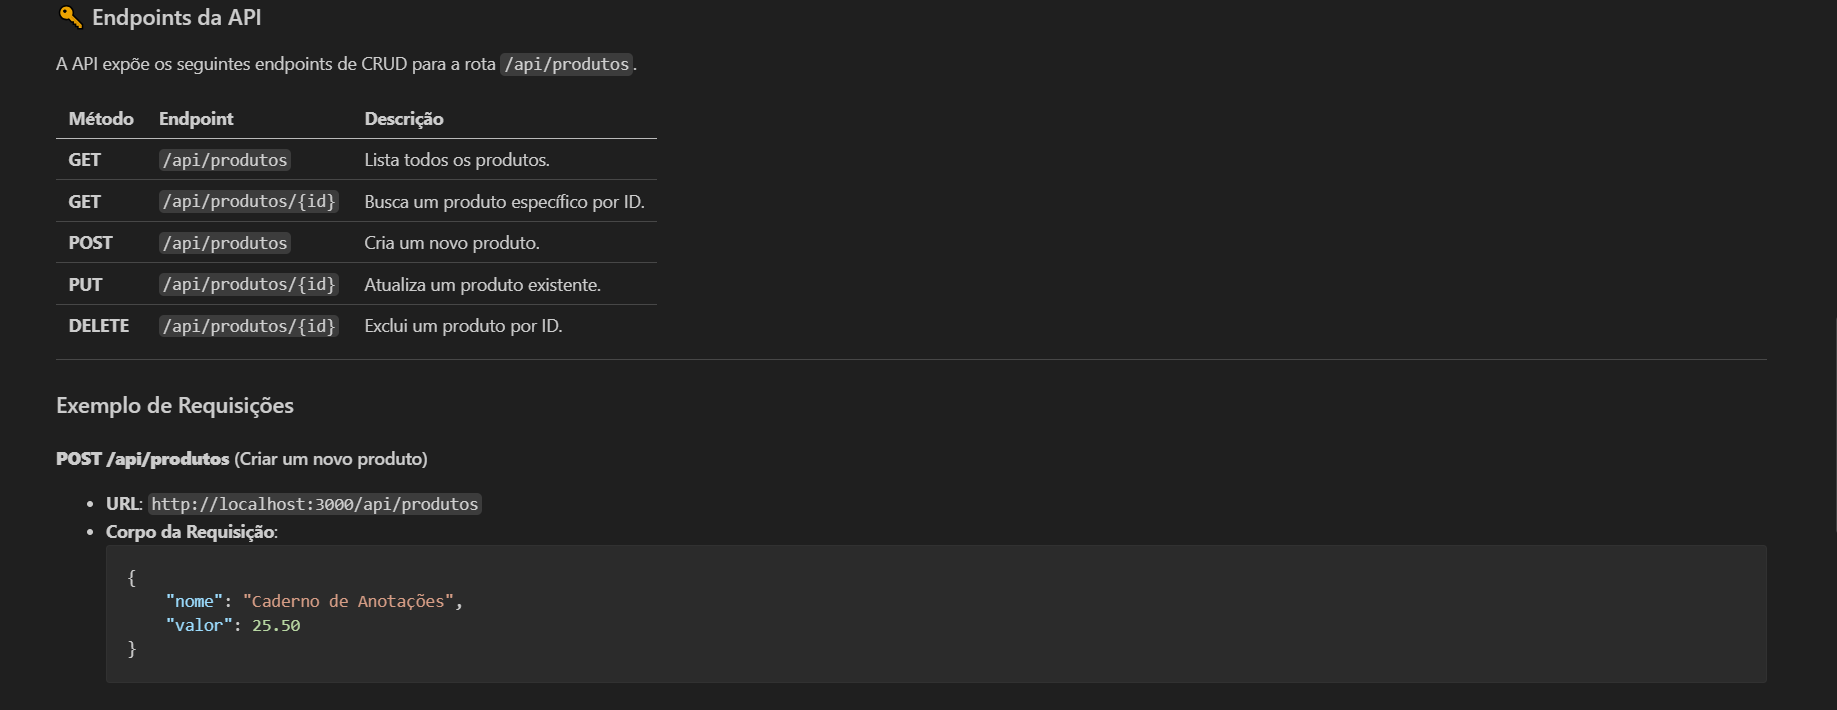 🔑 Endpoints da API
A API expõe os seguintes endpoints de CRUD para a rota /api/produtos.
Método Endpoint Descrição
GET /api/produtos Lista todos os produtos.
GET /api/produtos/{id} Busca um produto específico por ID.
POST /api/produtos Cria um novo produto.
PUT /api/produtos/{id} Atualiza um produto existente.
DELETE /api/produtos/{id} Exclui um produto por ID.
Exemplo de Requisições
POST /api/produtos (Criar um novo produto)
• URL: http://localhost:3000/api/produtos
• Corpo da Requisição:
{
    "nome": "Caderno de Anotações",
    "valor": 25.50
}